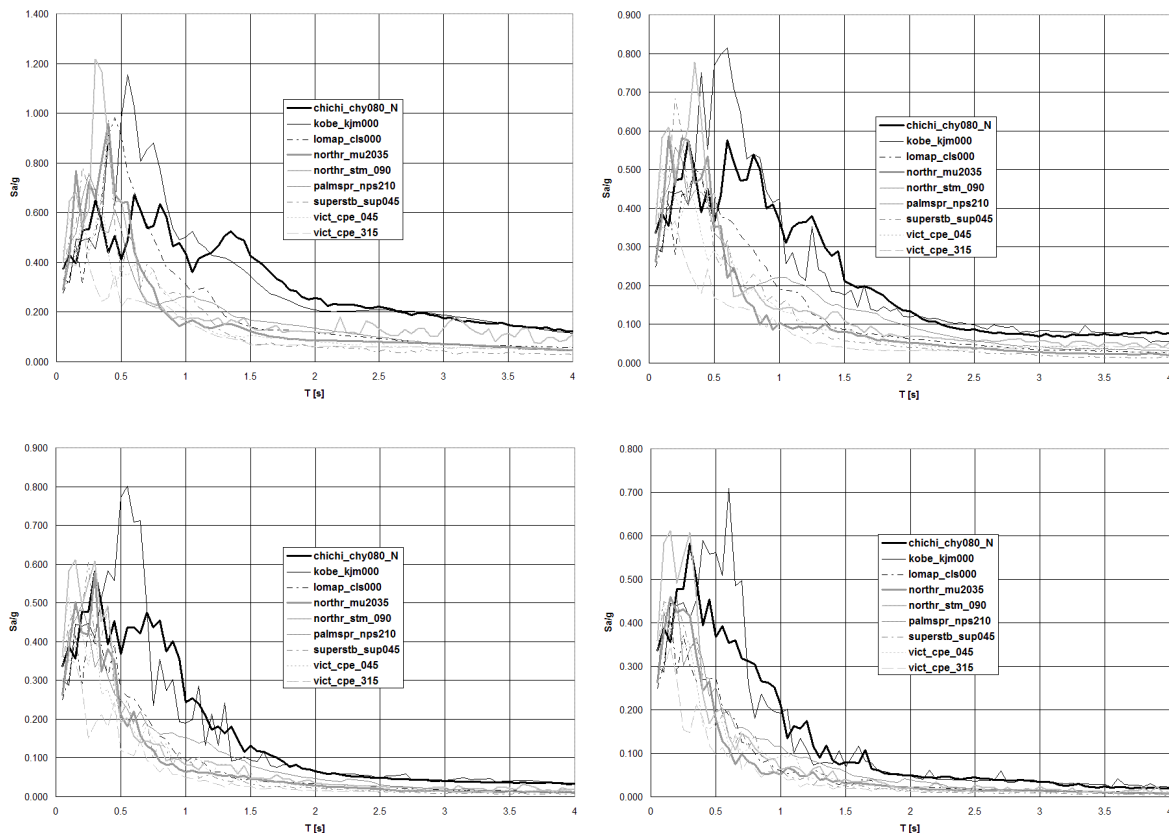 1.400
1.200
1.000
0.800
0.600
0.400
0.200
0.000
Sa/g
0 0.5 1 1.5 2 2.5 3 3.5 4
T [s]
chichi_chy080_N
kobe_kjm000
lomap_cls000
northr_mu2035
northr_stm_090
palmspr_nps210
superstb_sup045
vict_cpe_045
vict_cpe_315
0.900
0.800
0.700
0.600
0.500
0.400
0.300
0.200
0.100
0.000
Sa/g
0 0.5 1 1.5 2 2.5 3 3.5 4
T [s]
chichi_chy080_N
kobe_kjm000
lomap_cls000
northr_mu2035
northr_stm_090
palmspr_nps210
superstb_sup045
vict_cpe_045
vict_cpe_315
0.900
0.800
0.700
0.600
0.500
0.400
0.300
0.200
0.100
0.000
Sa/g
0 0.5 1 1.5 2 2.5 3 3.5 4
T [s]
chichi_chy080_N
kobe_kjm000
lomap_cls000
northr_mu2035
northr_stm_090
palmspr_nps210
superstb_sup045
vict_cpe_045
vict_cpe_315
0.800
0.700
0.600
0.500
0.400
0.300
0.200
0.100
0.000
Sa/g
0 0.5 1 1.5 2 2.5 3 3.5 4
T [s]
chichi_chy080_N
kobe_kjm000
lomap_cls000
northr_mu2035
northr_stm_090
palmspr_nps210
superstb_sup045
vict_cpe_045
vict_cpe_315